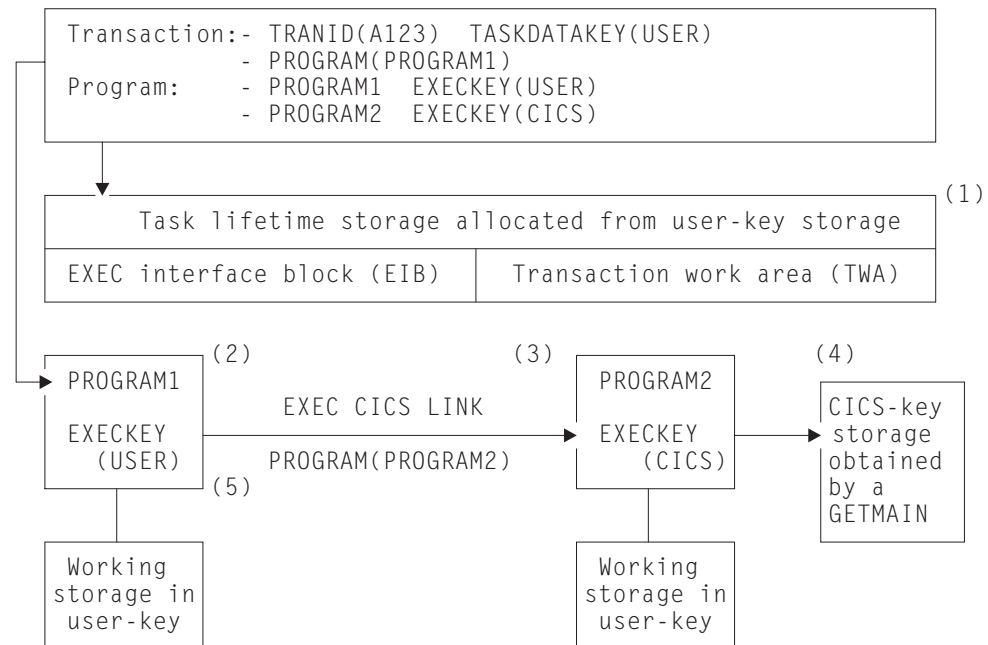 Transaction:- TRANID(A123) TASKDATAKEY(USER)
- PROGRAM(PROGRAM1)
Program: - PROGRAM1 EXECKEY(USER)
- PROGRAM2 EXECKEY(CICS)
(1)
Task lifetime storage allocated from user-key storage
EXEC interface block (EIB)
Transaction work area (TWA)
(2)
PROGRAM1
EXECKEY
(USER)
(5)
EXEC CICS LINK
PROGRAM(PROGRAM2)
(3)
PROGRAM2
EXECKEY
(CICS)
(4)
CICS-key
storage
obtained
by a
GETMAIN
Working
storage in
user-key
Working
storage in
user-key